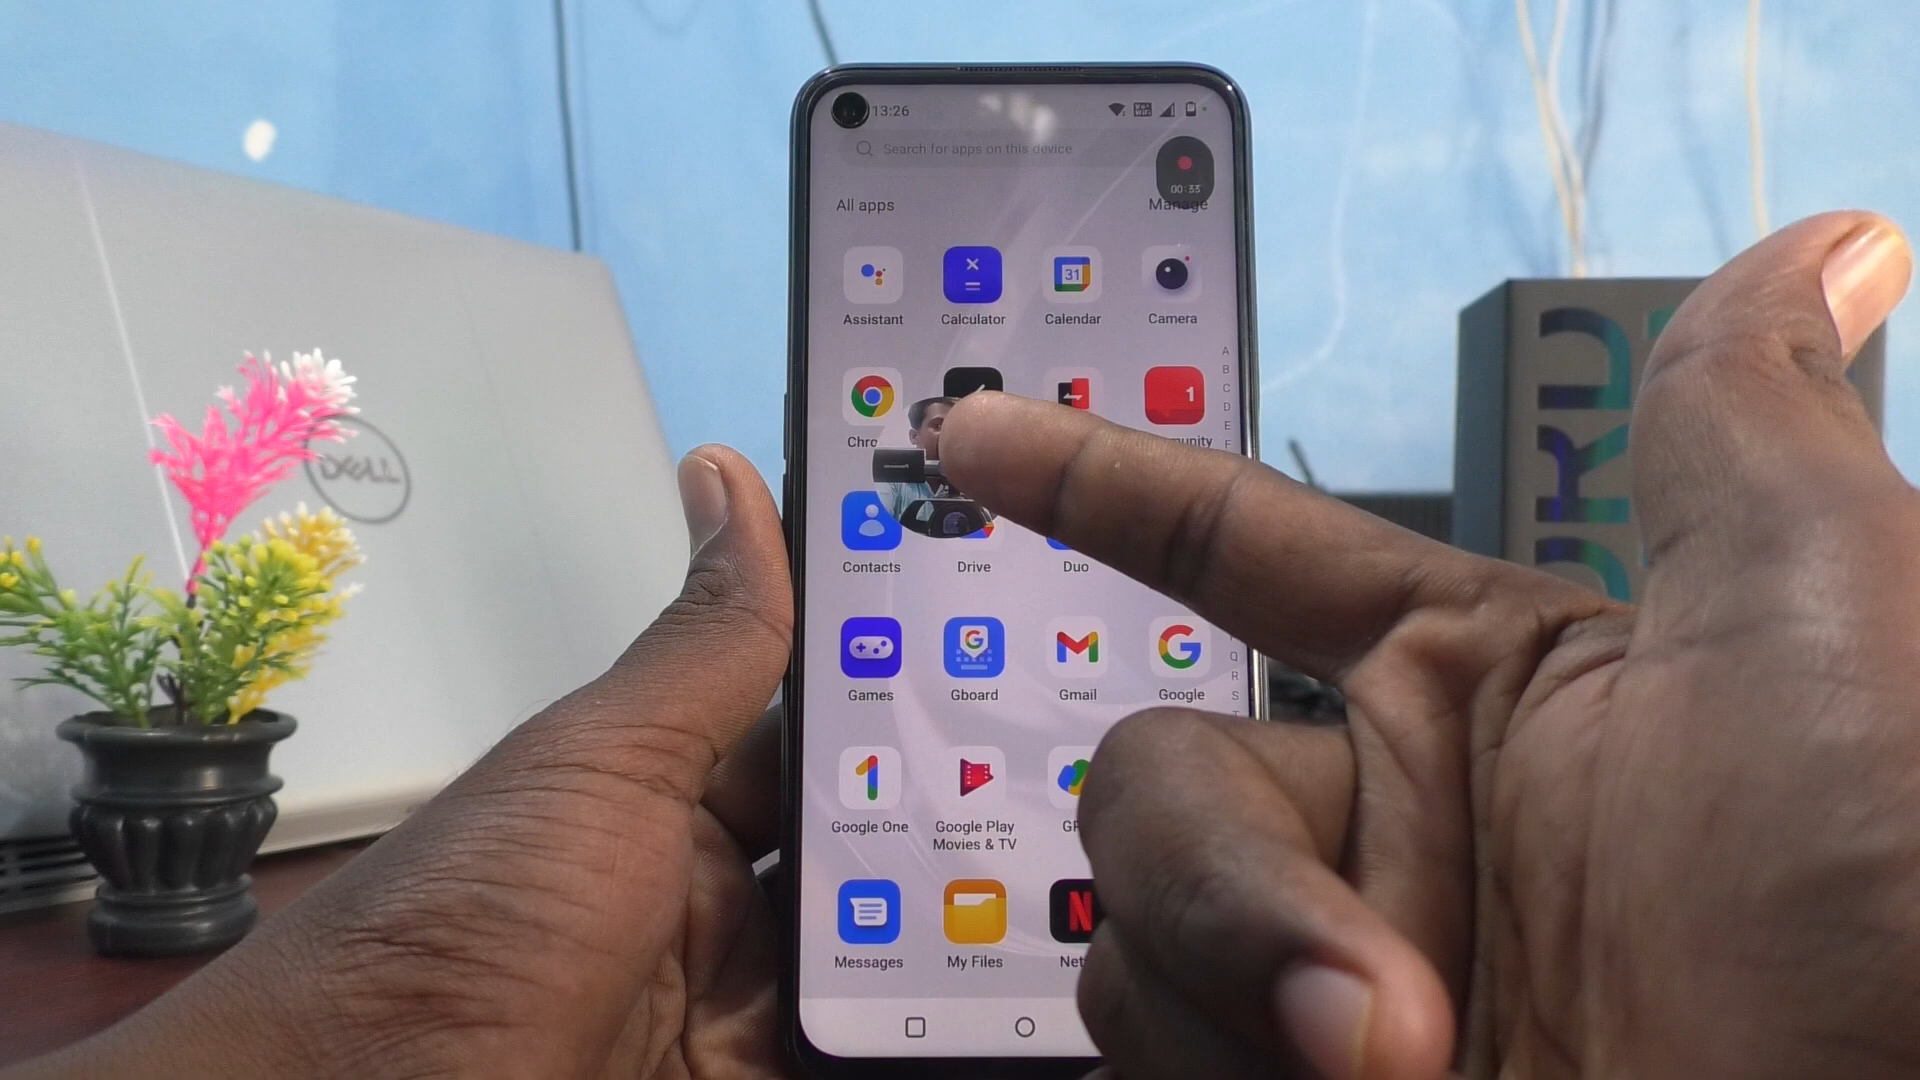 13:26
Search for apps on this device
00:33
All apps
Manage
Assistant
Calculator
31
Calendar
Camera
A
B
C
D
E
F
1
Contacts
Drive
Duo
Games
Gboard
Gmail
Google
Q
R
S
Google One
Google Play
Movies & TV
Messages
My Files
N
DELL